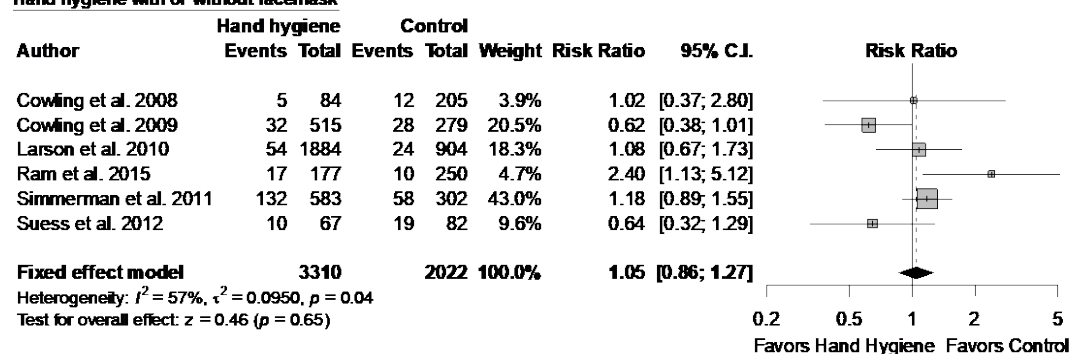 Hand hygiene with or without facemask
Hand hygiene Control
Author Events Total Events Total Weight Risk Ratio 95% C.I. Risk Ratio
Cowling et al. 2008 5 84 12 205 3.9% 1.02 [0.37; 2.80]
Cowling et al. 2009 32 515 28 279 20.5% 0.62 [0.38; 1.01]
Larson et al. 2010 54 1884 24 904 18.3% 1.08 [0.67; 1.73]
Ram et al. 2015 17 177 10 250 4.7% 2.40 [1.13; 5.12]
Simmerman et al. 2011 132 583 58 302 43.0% 1.18 [0.89; 1.55]
Suess et al. 2012 10 67 19 82 9.6% 0.64 [0.32; 1.29]
Fixed effect model 3310 2022 100.0% 1.05 [0.86; 1.27]
Heterogeneity: I² = 57%, τ² = 0.0950, p = 0.04
Test for overall effect: z = 0.46 (p = 0.65)
0.2 0.5 1 2 5
Favors Hand Hygiene Favors Control